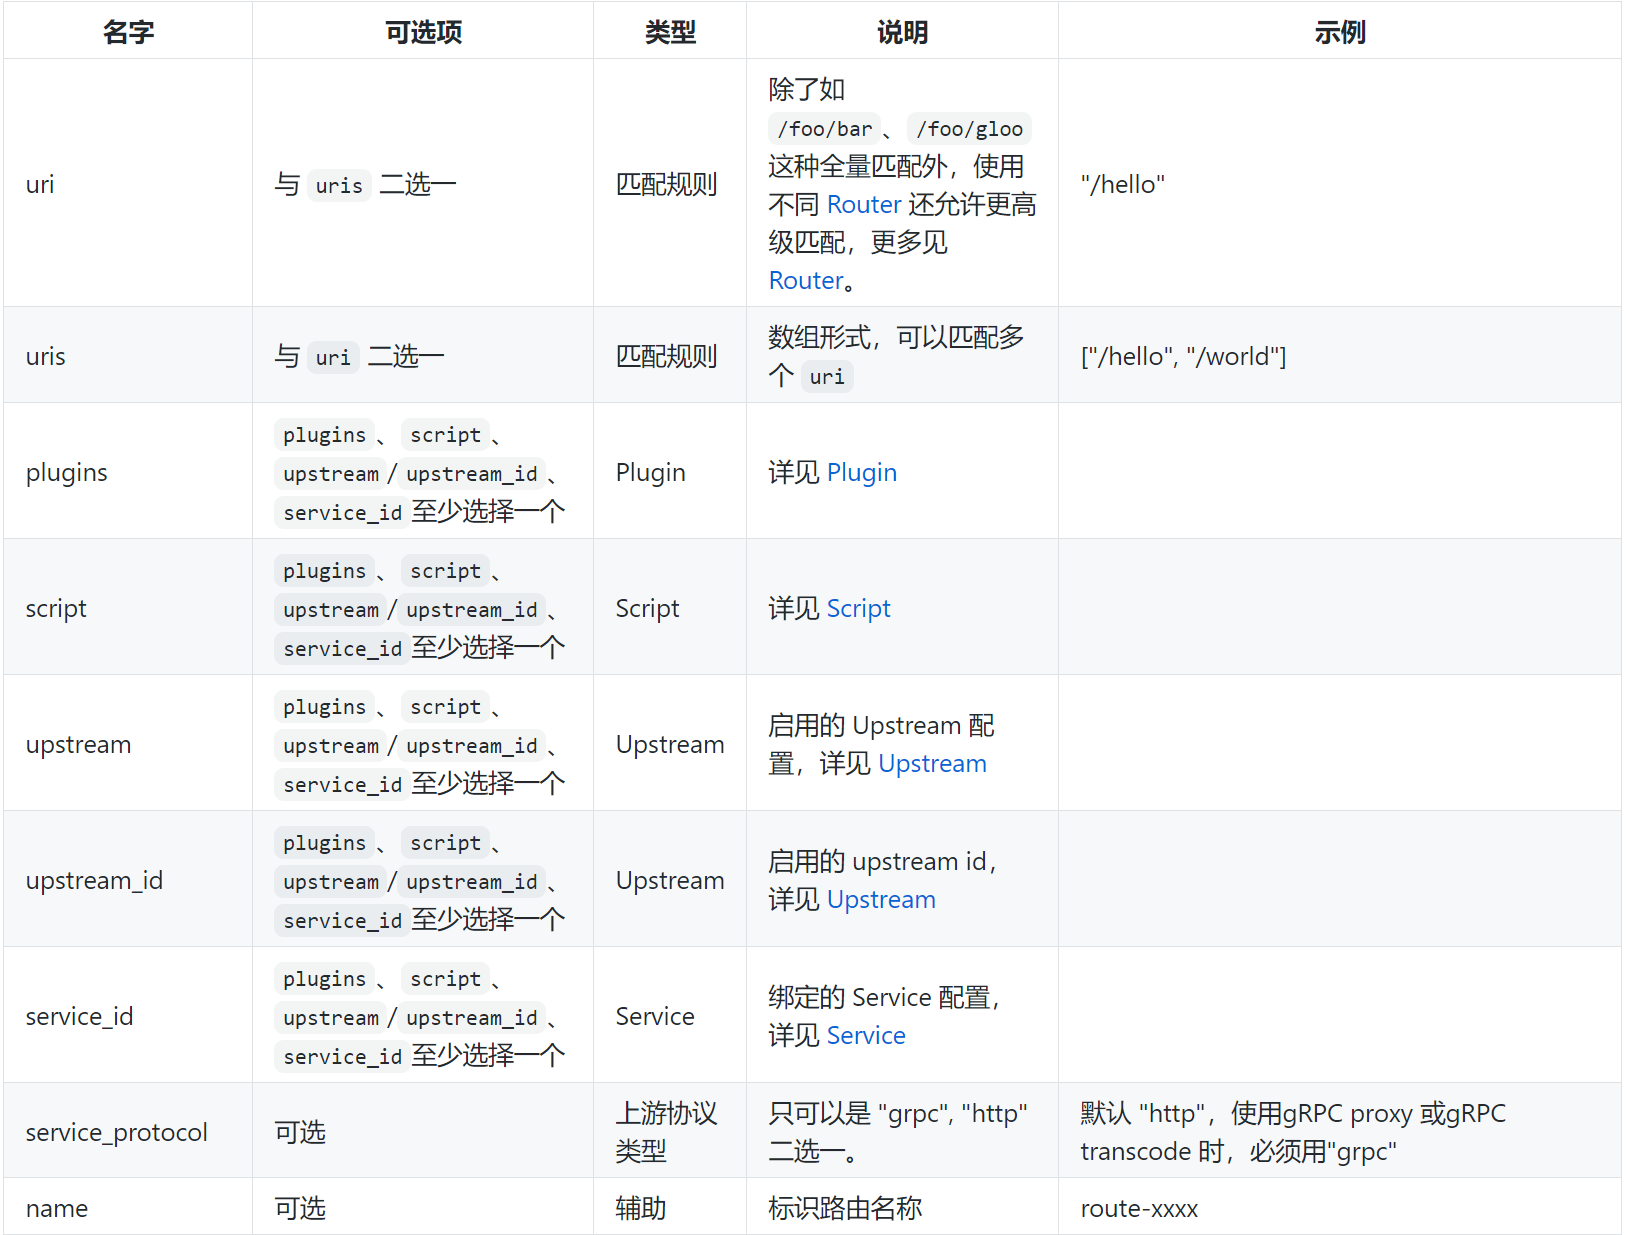 名字 可选项 类型 说明 示例
除了如
/foo/bar 、 /foo/gloo
这种全量匹配外，使用
不同 Router 还允许更高
级匹配，更多见
Router。
uri 与 uris 二选一 匹配规则 "/hello"
uris 与 uri 二选一 匹配规则 数组形式，可以匹配多
个 uri
["/hello", "/world"]
plugins
plugins 、 script 、
upstream / upstream_id 、
service_id 至少选择一个
Plugin 详见 Plugin
script
plugins 、 script 、
upstream / upstream_id 、
service_id 至少选择一个
Script 详见 Script
upstream
plugins 、 script 、
upstream / upstream_id 、
service_id 至少选择一个
Upstream
启用的 Upstream 配
置，详见 Upstream
upstream_id
plugins 、 script 、
upstream / upstream_id 、
service_id 至少选择一个
Upstream
启用的 upstream id，
详见 Upstream
service_id
plugins 、 script 、
upstream / upstream_id 、
service_id 至少选择一个
Service
绑定的 Service 配置，
详见 Service
service_protocol 可选
上游协议
类型
只可以是 "grpc", "http"
二选一。
默认 "http"，使用gRPC proxy 或gRPC
transcode 时，必须用"grpc"
name 可选 辅助 标识路由名称 route-xxxx